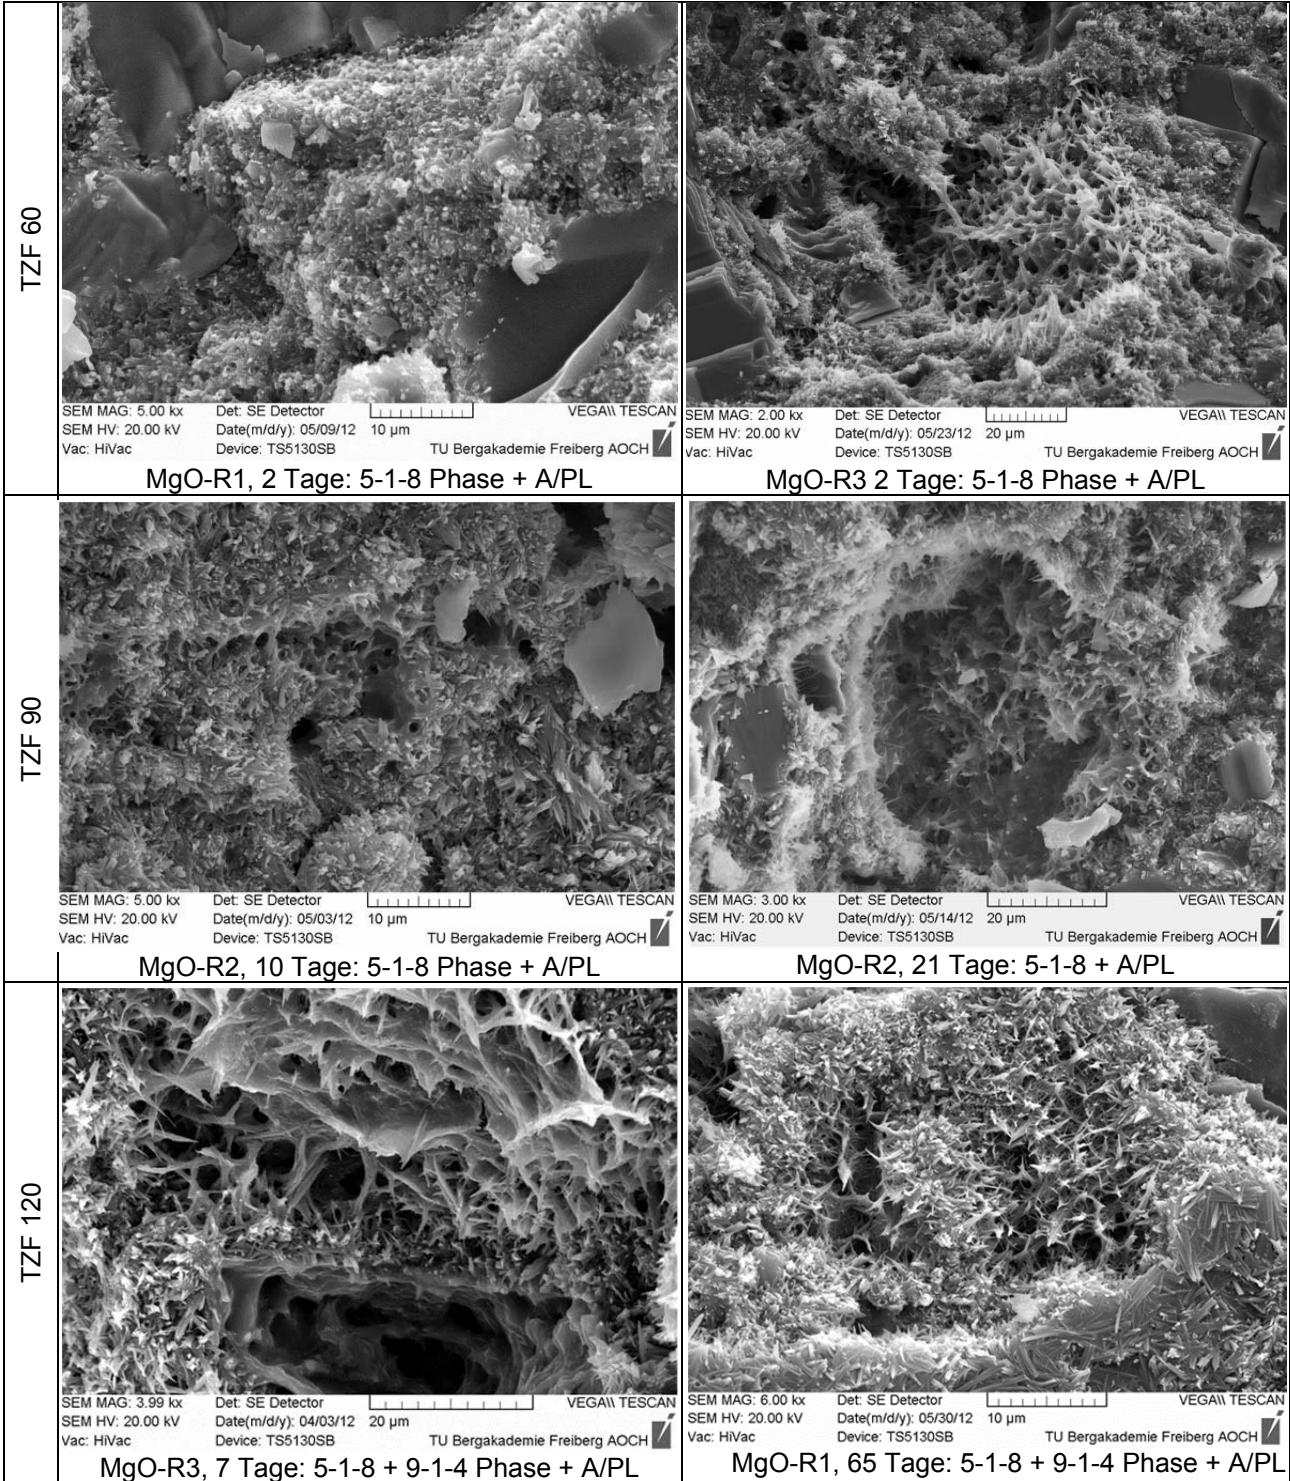 TZF 60
SEM MAG: 5.00 kx Det: SE Detector VEGA\\ TESCAN
SEM HV: 20.00 kV Date(m/d/y): 05/09/12 10 µm
Vac: HiVac Device: TS5130SB TU Bergakademie Freiberg AOCH
MgO-R1, 2 Tage: 5-1-8 Phase + A/PL
SEM MAG: 2.00 kx Det: SE Detector VEGA\\ TESCAN
SEM HV: 20.00 kV Date(m/d/y): 05/23/12 20 µm
Vac: HiVac Device: TS5130SB TU Bergakademie Freiberg AOCH
MgO-R3 2 Tage: 5-1-8 Phase + A/PL
TZF 90
SEM MAG: 5.00 kx Det: SE Detector VEGA\\ TESCAN
SEM HV: 20.00 kV Date(m/d/y): 05/03/12 10 µm
Vac: HiVac Device: TS5130SB TU Bergakademie Freiberg AOCH
MgO-R2, 10 Tage: 5-1-8 Phase + A/PL
SEM MAG: 3.00 kx Det: SE Detector VEGA\\ TESCAN
SEM HV: 20.00 kV Date(m/d/y): 05/14/12 20 µm
Vac: HiVac Device: TS5130SB TU Bergakademie Freiberg AOCH
MgO-R2, 21 Tage: 5-1-8 + A/PL
TZF 120
SEM MAG: 3.99 kx Det: SE Detector VEGA\\ TESCAN
SEM HV: 20.00 kV Date(m/d/y): 04/03/12 20 µm
Vac: HiVac Device: TS5130SB TU Bergakademie Freiberg AOCH
MgO-R3, 7 Tage: 5-1-8 + 9-1-4 Phase + A/PL
SEM MAG: 6.00 kx Det: SE Detector VEGA\\ TESCAN
SEM HV: 20.00 kV Date(m/d/y): 05/30/12 10 µm
Vac: HiVac Device: TS5130SB TU Bergakademie Freiberg AOCH
MgO-R1, 65 Tage: 5-1-8 + 9-1-4 Phase + A/PL